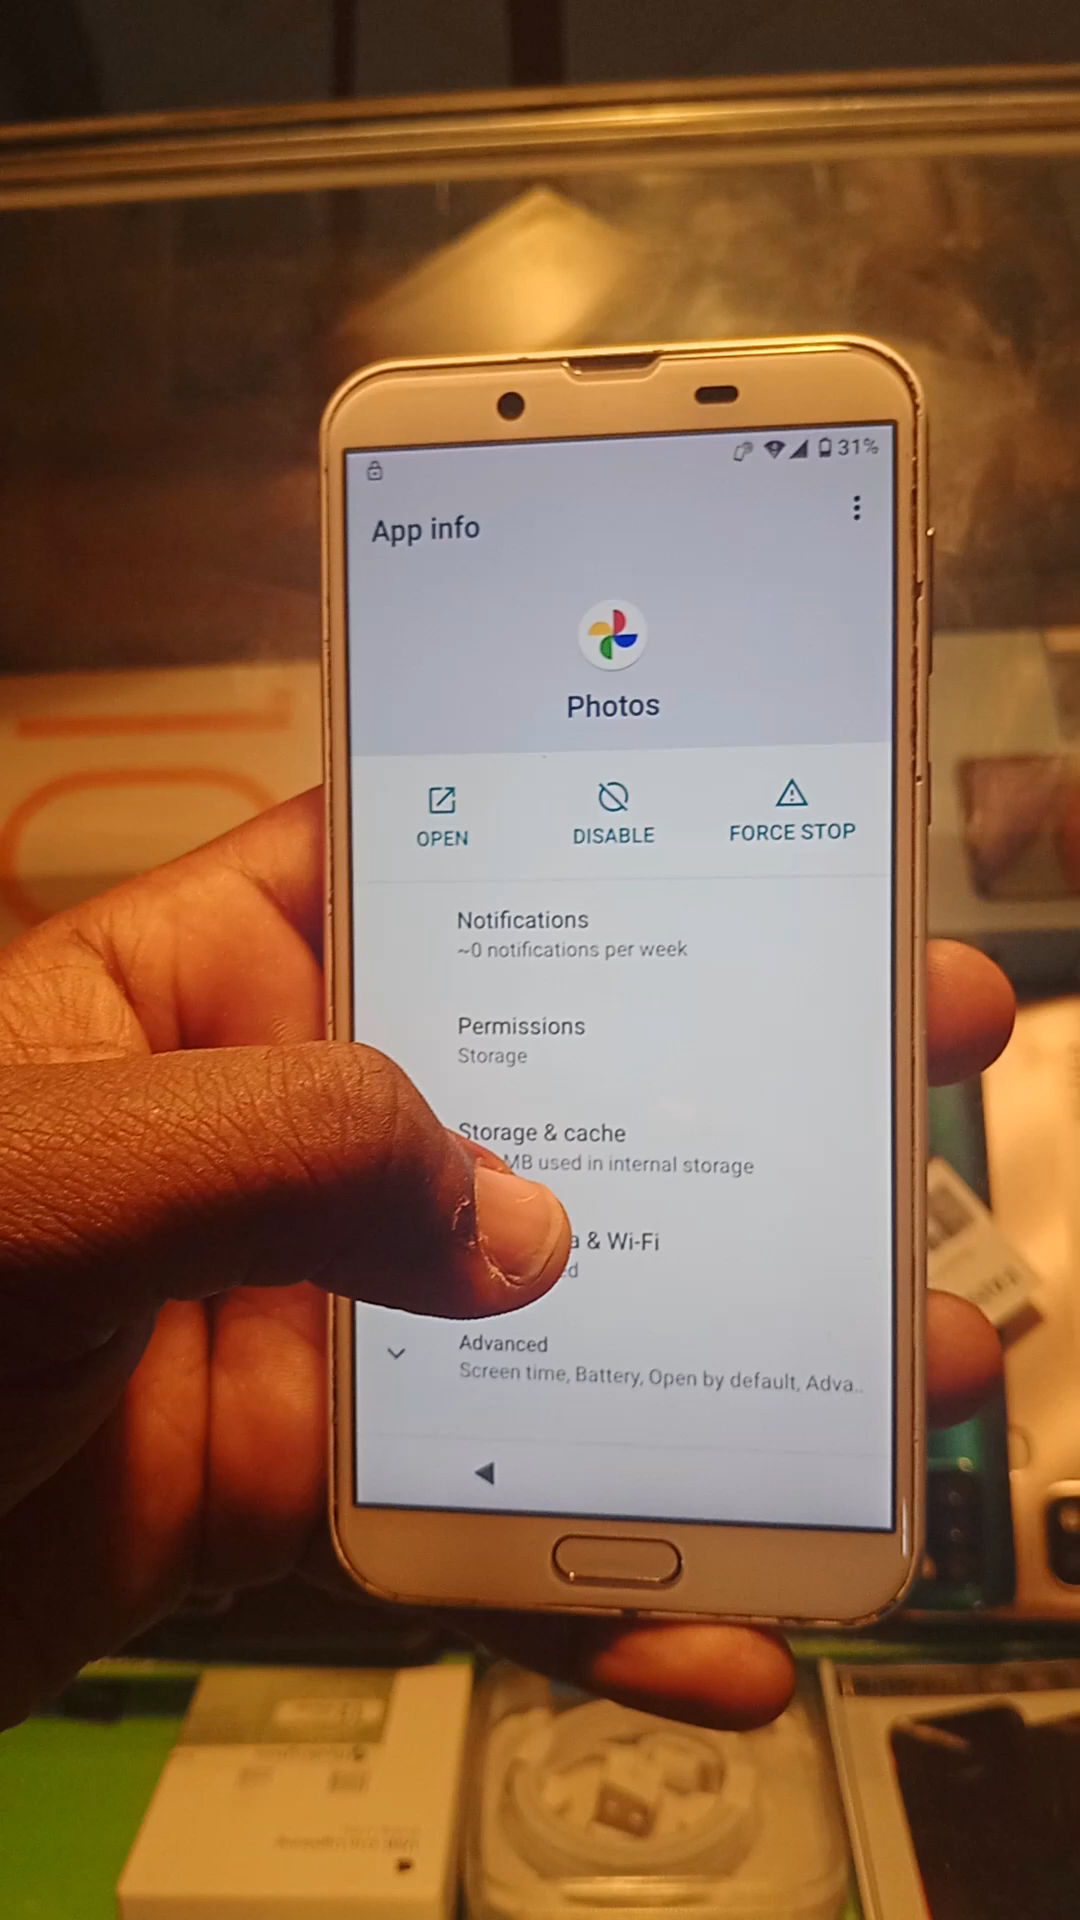 31%
App info
Photos
OPEN
DISABLE
FORCE STOP
Notifications
~0 notifications per week
Permissions
Storage
Storage & cache
MB used in internal storage
& Wi-Fi
Advanced
Screen time, Battery, Open by default, Adva..